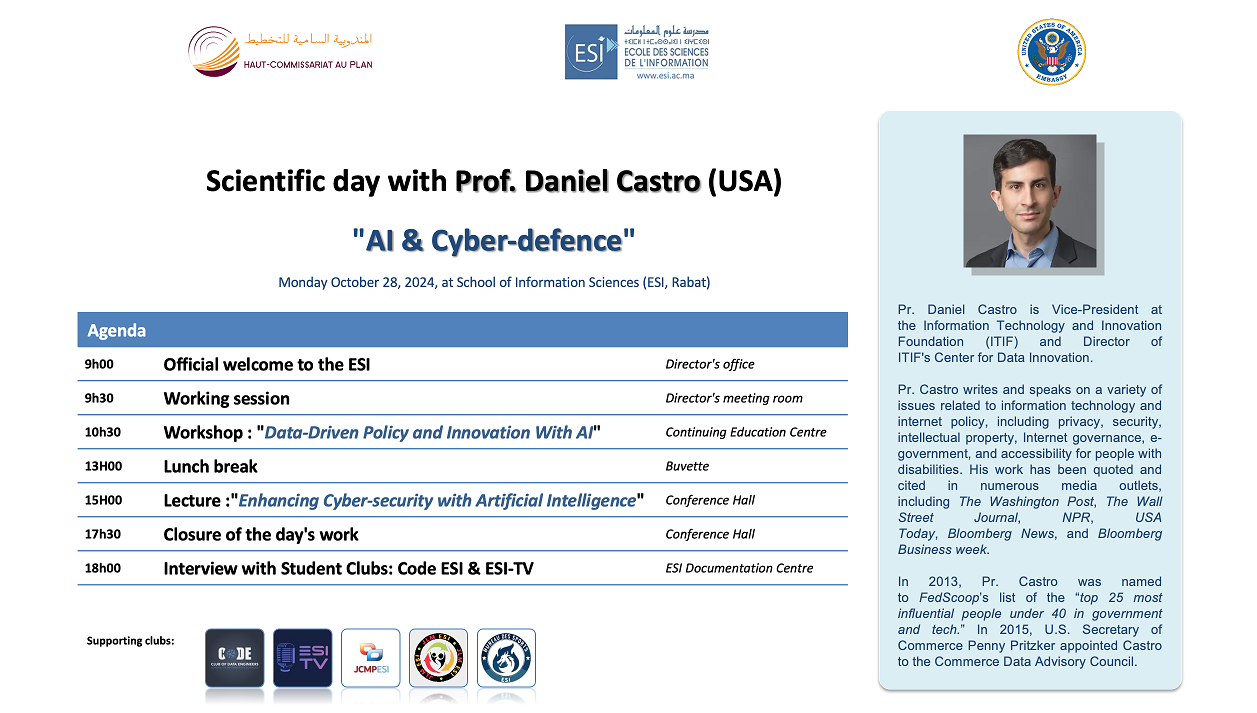 المندوبية السامية للتخطيط
HAUT-COMMISSARIAT AU PLAN
ESI
مدرسة علوم المعلومات
ECOLE DES SCIENCES
DE L'INFORMATION
www.esi.ac.ma
UNITED STATES OF AMERICA
EMBASSY
Scientific day with Prof. Daniel Castro (USA)
"AI & Cyber-defence"
Monday October 28, 2024, at School of Information Sciences (ESI, Rabat)
Agenda
9h00 Official welcome to the ESI Director's office
9h30 Working session Director's meeting room
10h30 Workshop : "Data-Driven Policy and Innovation With AI" Continuing Education Centre
13H00 Lunch break Buvette
15H00 Lecture :"Enhancing Cyber-security with Artificial Intelligence" Conference Hall
17h30 Closure of the day's work Conference Hall
18h00 Interview with Student Clubs: Code ESI & ESI-TV ESI Documentation Centre
Supporting clubs:
CODE
CLUB OF DATA ENGINEERS
ESI
TV
JCMPESI
BUREAU DES SPORTS
ESI
Pr. Daniel Castro is Vice-President at
the Information Technology and Innovation
Foundation (ITIF) and Director of
ITIF's Center for Data Innovation.
Pr. Castro writes and speaks on a variety of
issues related to information technology and
internet policy, including privacy, security,
intellectual property, Internet governance, e-
government, and accessibility for people with
disabilities. His work has been quoted and
cited in numerous media outlets,
including The Washington Post, The Wall
Street Journal, NPR, USA
Today, Bloomberg News, and Bloomberg
Business week.
In 2013, Pr. Castro was named
to FedScoop's list of the "top 25 most
influential people under 40 in government
and tech." In 2015, U.S. Secretary of
Commerce Penny Pritzker appointed Castro
to the Commerce Data Advisory Council.